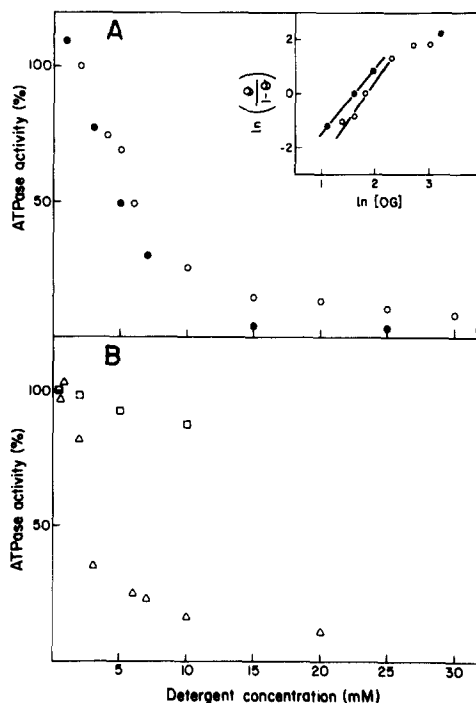 A
ATPase activity (%)
100
50
ln (Φ/1-Φ)
2
0
-2
1
2
3
ln [OG]
B
ATPase activity (%)
100
50
5
10
15
20
25
30
Detergent concentration (mM)